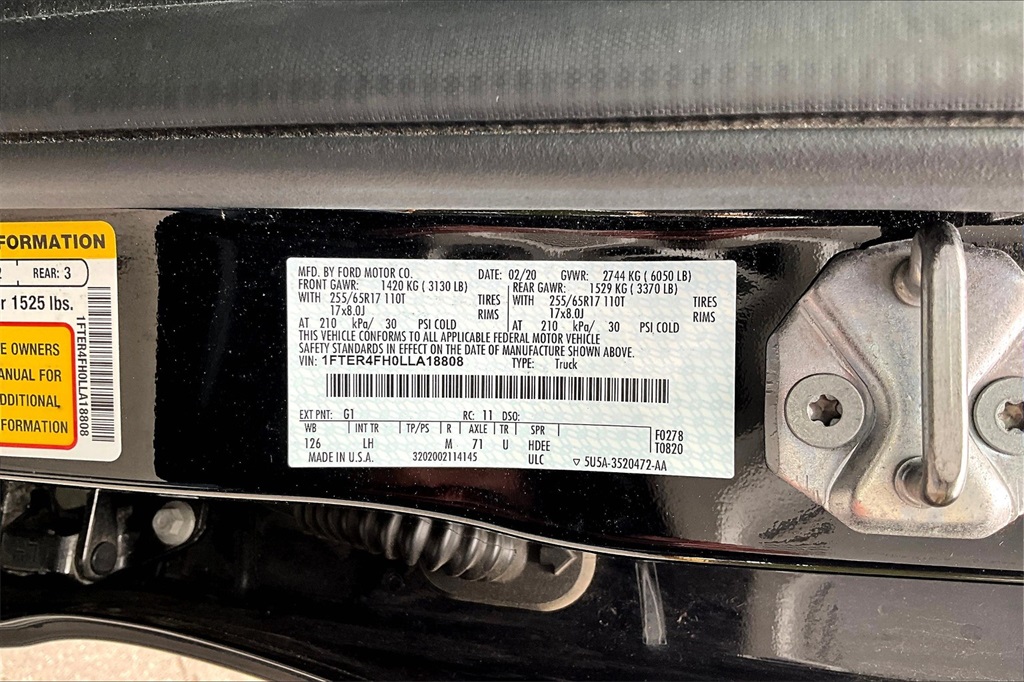 FORMATION
2 REAR: 3
r 1525 lbs.
E OWNERS
ANUAL FOR
DDITIONAL
FORMATION
1FTER4FH0LLA18808
MFD. BY FORD MOTOR CO. DATE: 02/20 GVWR: 2744 KG ( 6050 LB)
FRONT GAWR: 1420 KG ( 3130 LB) REAR GAWR: 1529 KG ( 3370 LB)
WITH 255/65R17 110T TIRES WITH 255/65R17 110T TIRES
17x8.0J RIMS 17x8.0J RIMS
AT 210 kPa/ 30 PSI COLD AT 210 kPa/ 30 PSI COLD
THIS VEHICLE CONFORMS TO ALL APPLICABLE FEDERAL MOTOR VEHICLE
SAFETY STANDARDS IN EFFECT ON THE DATE OF MANUFACTURE SHOWN ABOVE.
VIN: 1FTER4FH0LLA18808 TYPE: Truck
EXT PNT: G1 RC: 11 DSO:
WB INT TR TP/PS R AXLE TR SPR F0278
126 LH M 71 U HDEE T0820
MADE IN U.S.A. 3202002114145 ULC ▽ 5U5A-3520472-AA